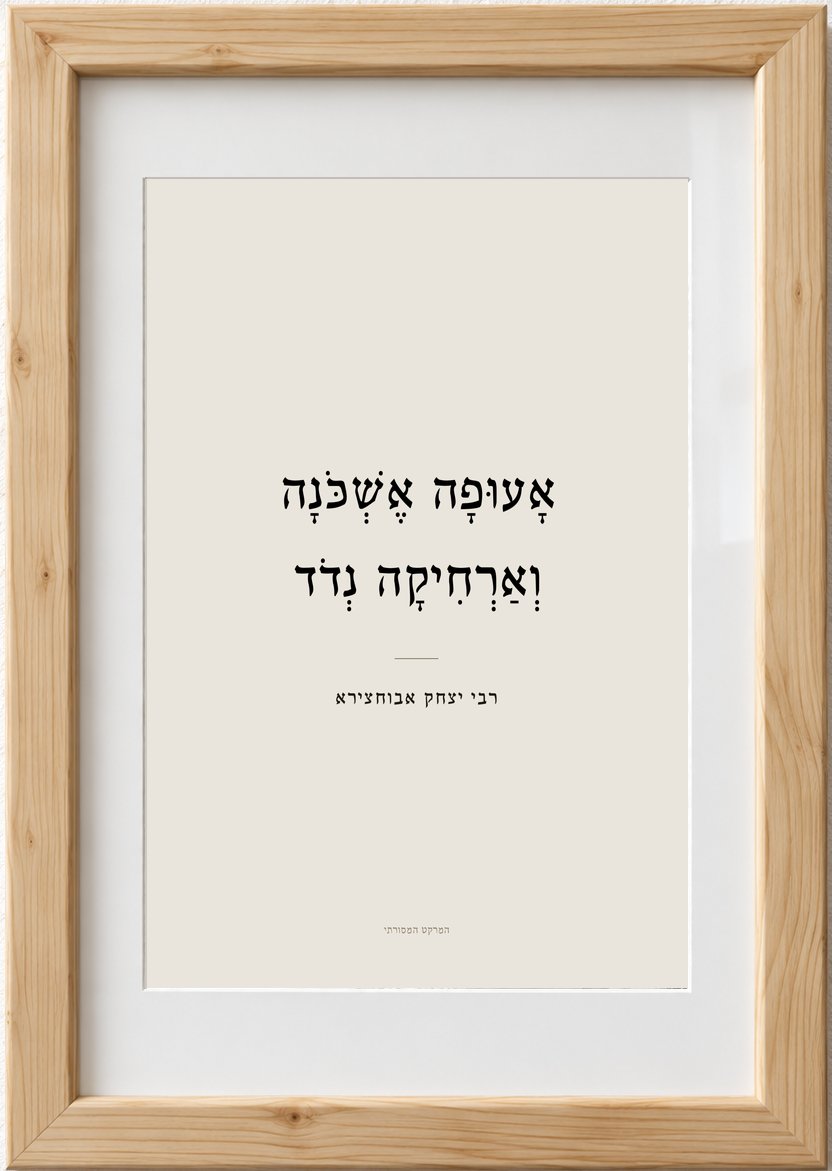 אָעוּפָה אֶשְׁכֹּנָה
וְאַרְחִיקָה נְדֹד
רבי יצחק אבוחצירא
המרקט המסורתי